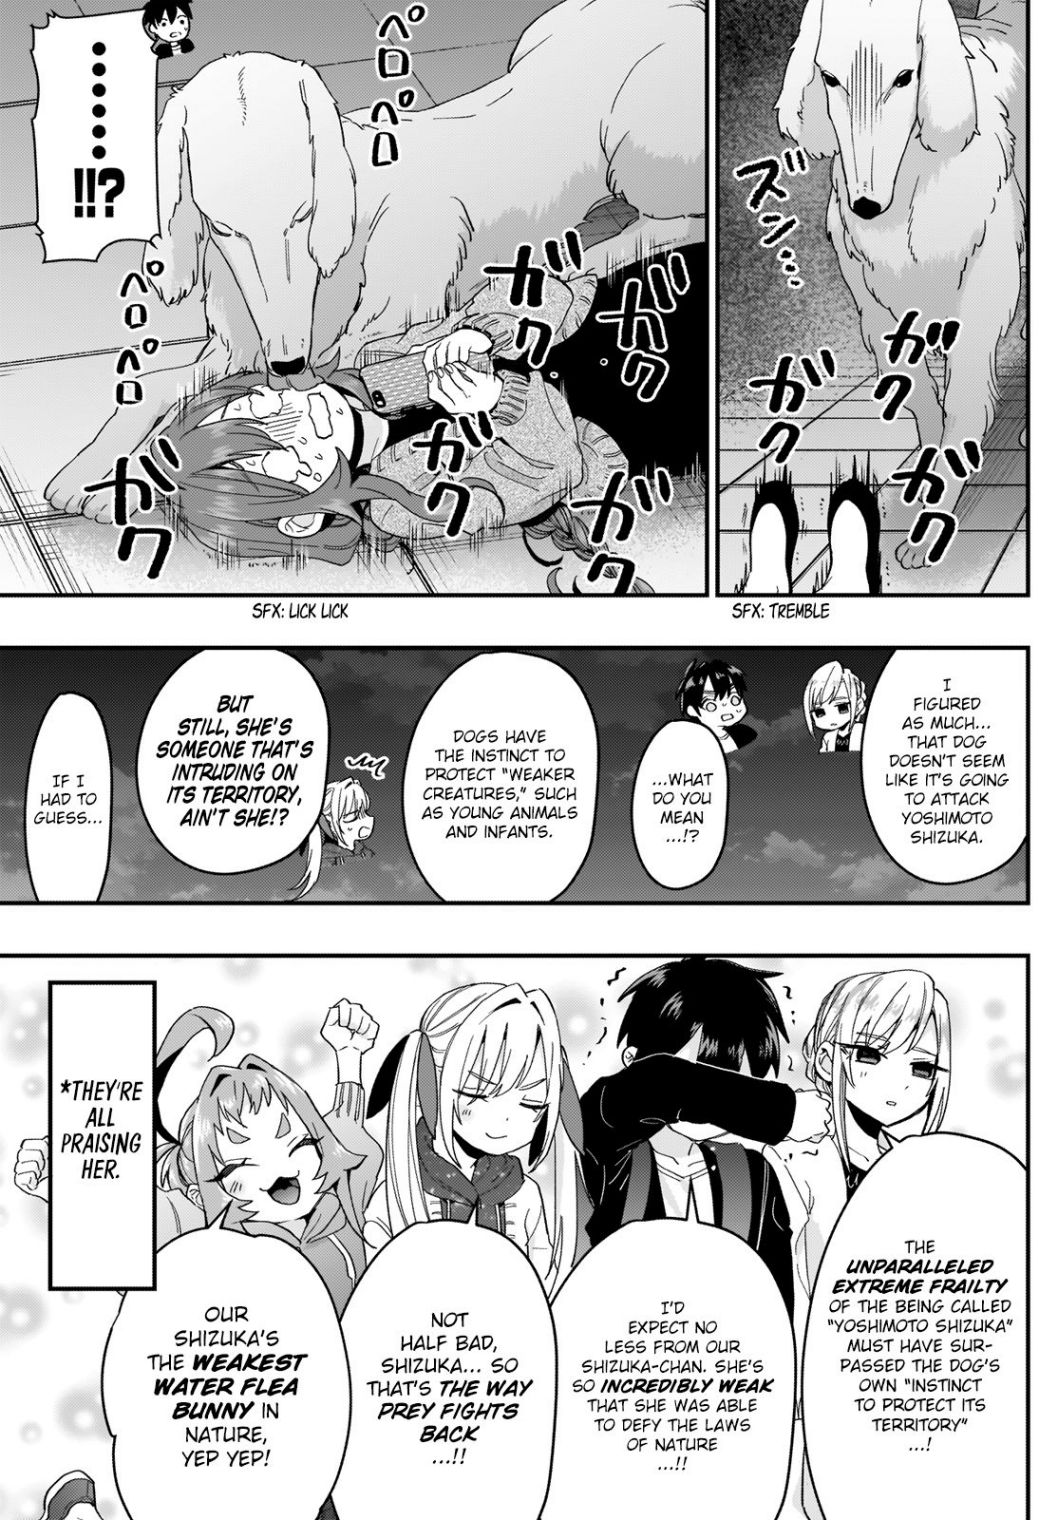 ズン…
ガク
ガク
ガク
SFX: TREMBLE
ペロペロ
ペロペロ
ガクガク
ガク
ガク
ガク
......
!!?
SFX: LICK LICK
I
FIGURED
AS MUCH...
THAT DOG
DOESN'T SEEM
LIKE IT'S GOING
TO ATTACK
YOSHIMOTO
SHIZUKA.
...WHAT
DO YOU
MEAN
...!?
DOGS HAVE
THE INSTINCT TO
PROTECT "WEAKER
CREATURES," SUCH
AS YOUNG ANIMALS
AND INFANTS.
BUT
STILL, SHE'S
SOMEONE THAT'S
INTRUDING ON
ITS TERRITORY,
AIN'T SHE!?
IF I
HAD TO
GUESS...
THE
UNPARALLELED
EXTREME FRAILTY
OF THE BEING CALLED
"YOSHIMOTO SHIZUKA"
MUST HAVE SUR-
PASSED THE DOG'S
OWN "INSTINCT
TO PROTECT ITS
TERRITORY"
...!
I'D
EXPECT NO
LESS FROM OUR
SHIZUKA-CHAN. SHE'S
SO INCREDIBLY WEAK
THAT SHE WAS ABLE
TO DEFY THE LAWS
OF NATURE
...!!
NOT
HALF BAD,
SHIZUKA... SO
THAT'S THE WAY
PREY FIGHTS
BACK
...!!
OUR
SHIZUKA'S
THE WEAKEST
WATER FLEA
BUNNY IN
NATURE,
YEP YEP!
*THEY'RE
ALL
PRAISING
HER.